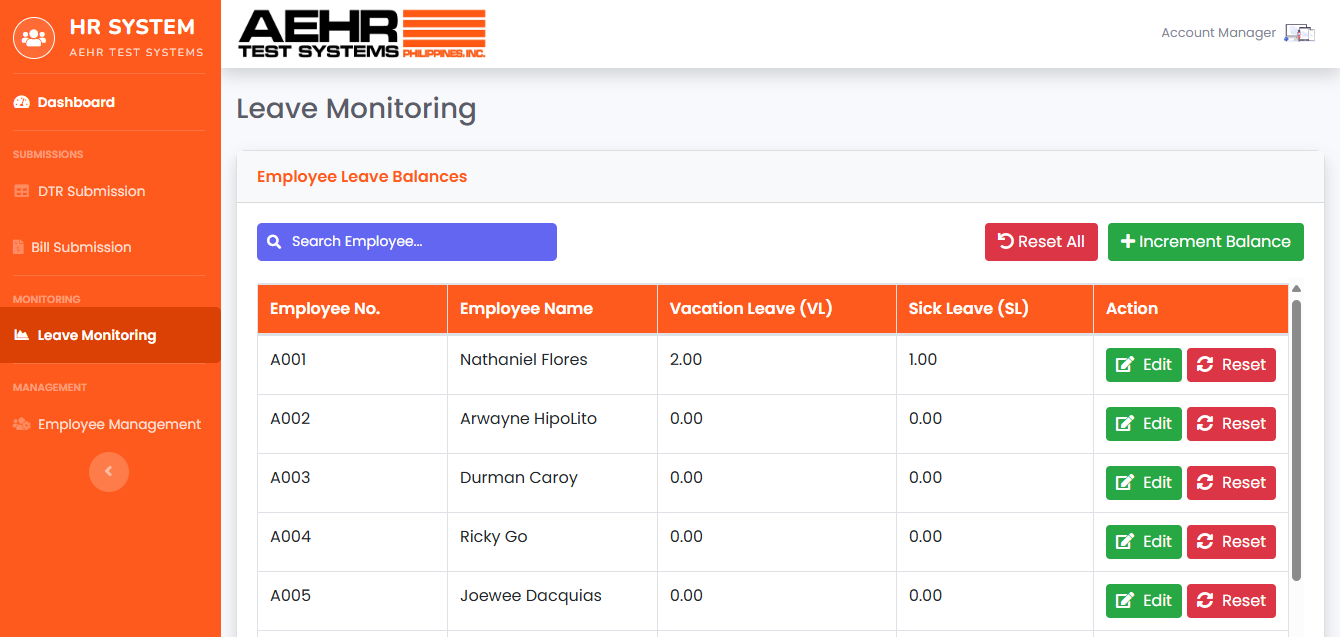 HR SYSTEM
AEHR TEST SYSTEMS
Dashboard
SUBMISSIONS
DTR Submission
Bill Submission
MONITORING
Leave Monitoring
MANAGEMENT
Employee Management
AEHR
TEST SYSTEMS PHILIPPINES, INC.
Account Manager
Leave Monitoring
Employee Leave Balances
Search Employee...
Reset All
Increment Balance
Employee No. Employee Name Vacation Leave (VL) Sick Leave (SL) Action
A001 Nathaniel Flores 2.00 1.00 Edit Reset
A002 Arwayne HipoLito 0.00 0.00 Edit Reset
A003 Durman Caroy 0.00 0.00 Edit Reset
A004 Ricky Go 0.00 0.00 Edit Reset
A005 Joewee Dacquias 0.00 0.00 Edit Reset